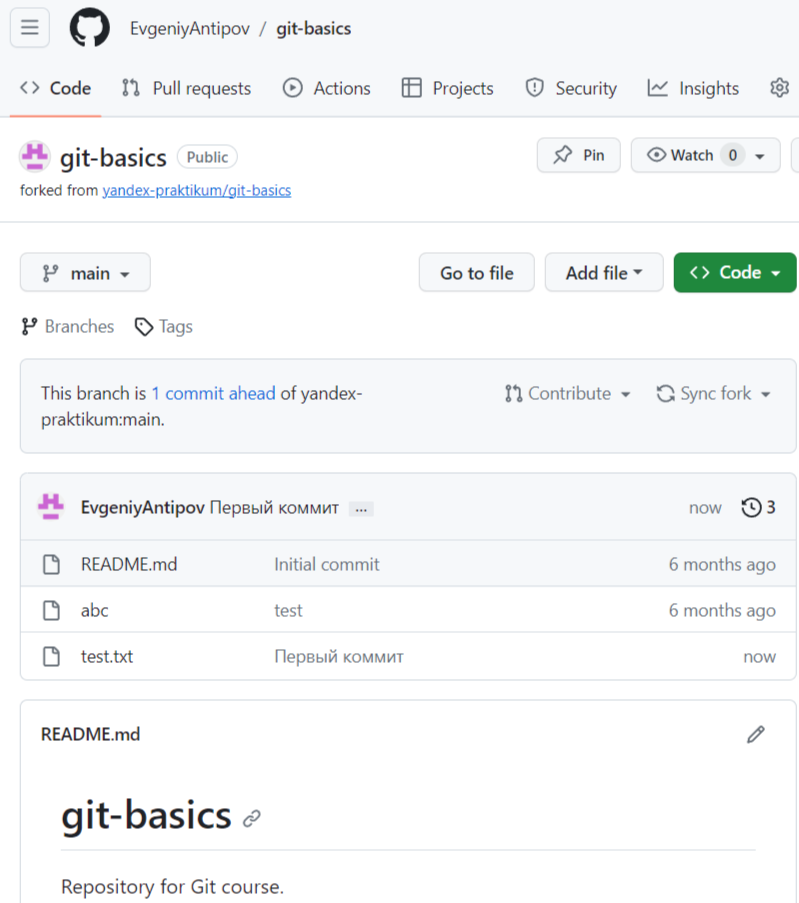 EvgeniyAntipov / git-basics
Code Pull requests Actions Projects Security Insights
git-basics Public Pin Watch 0
forked from yandex-praktikum/git-basics
main Go to file Add file Code
Branches Tags
This branch is 1 commit ahead of yandex- Contribute Sync fork
praktikum:main.
EvgeniyAntipov Первый коммит ... now 3
README.md Initial commit 6 months ago
abc test 6 months ago
test.txt Первый коммит now
README.md
git-basics
Repository for Git course.